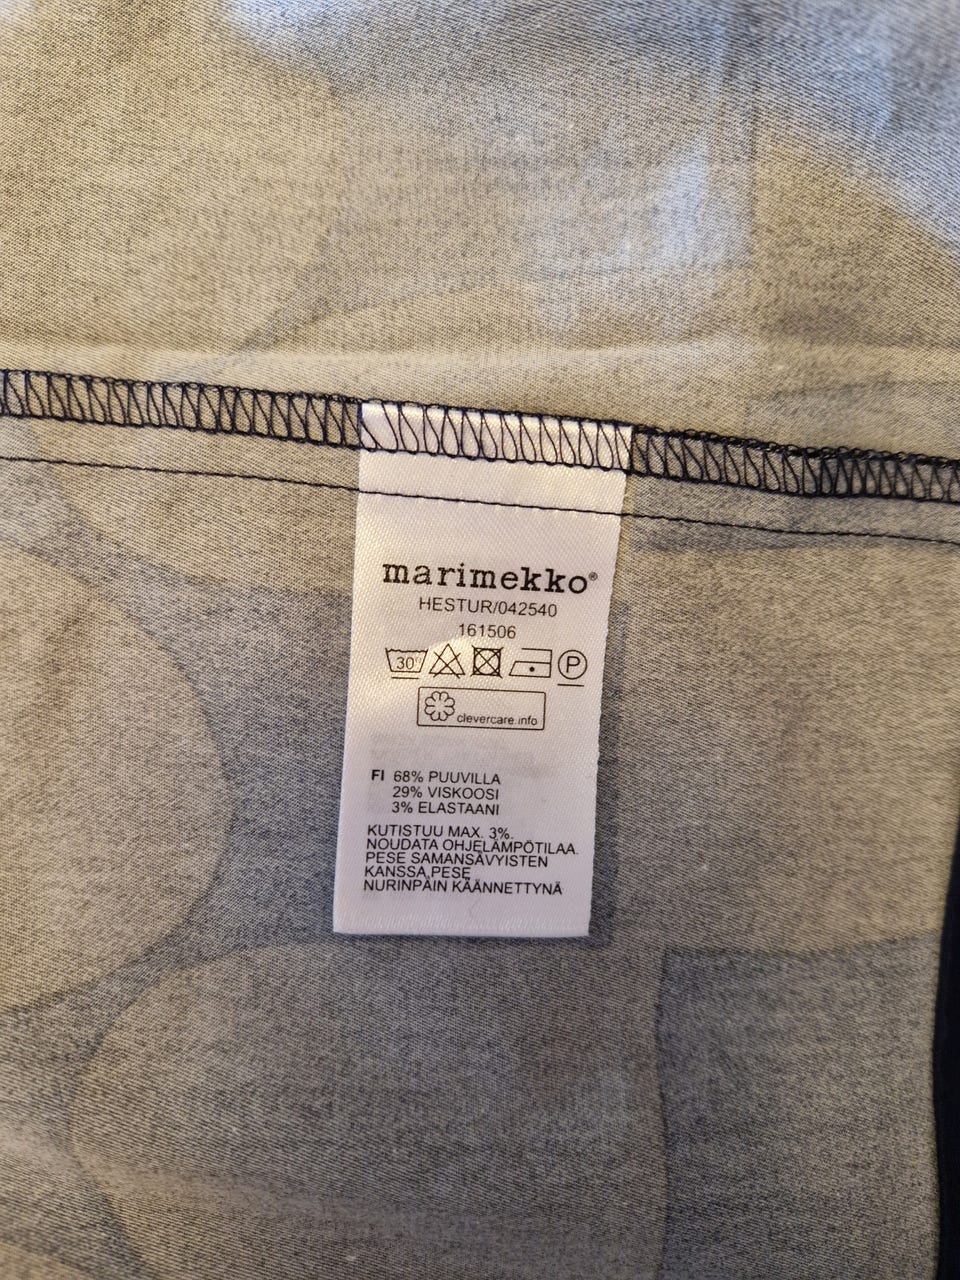 marimekko®
HESTUR/042540
161506
30° P
clevercare.info
FI 68% PUUVILLA
29% VISKOOSI
3% ELASTAANI
KUTISTUU MAX. 3%.
NOUDATA OHJELÄMPÖTILAA.
PESE SAMANSÄVYISTEN
KANSSA,PESE
NURINPÄIN KÄÄNNETTYNÄ